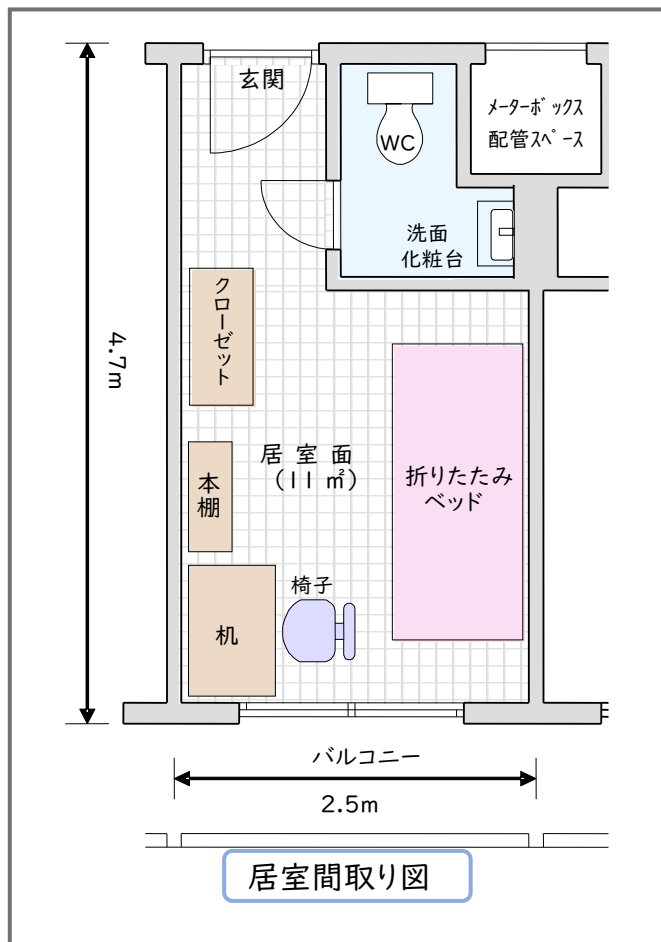 玄関
WC
メーターボックス
配管スペース
洗面
化粧台
クローゼット
4.7m
居室面
(11㎡)
本棚
折りたたみ
ベッド
椅子
机
バルコニー
2.5m
居室間取り図